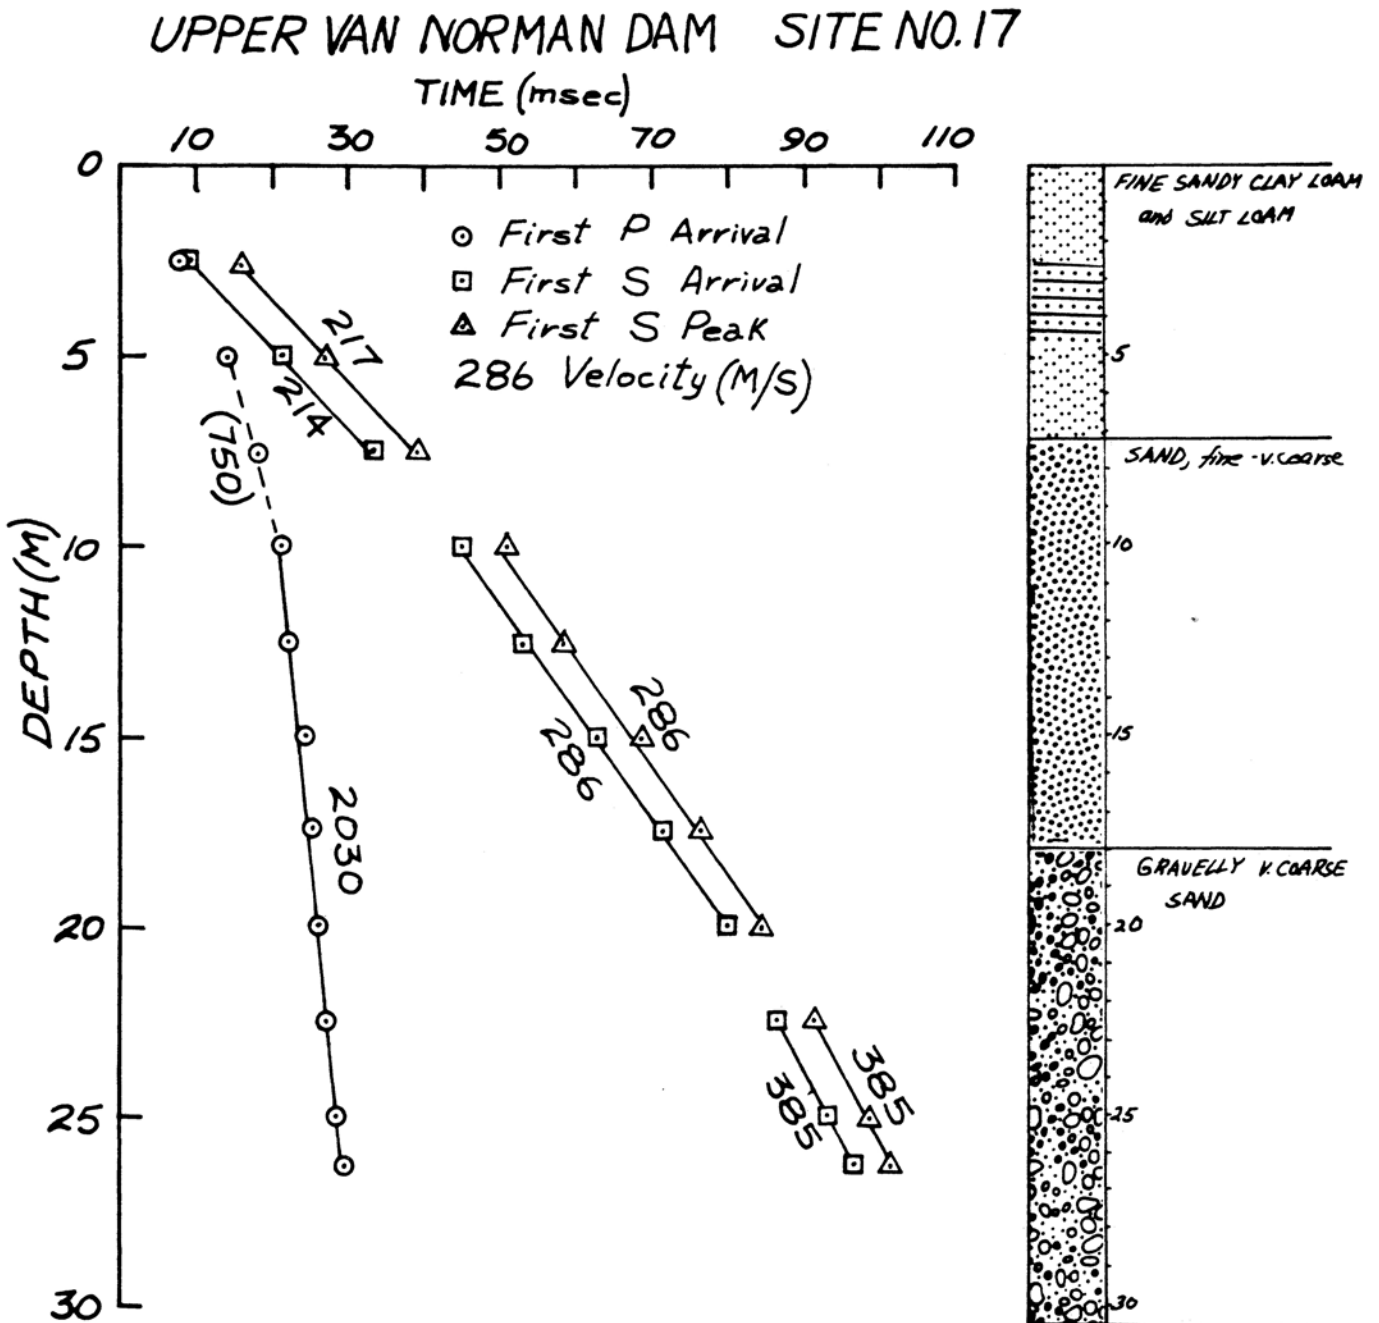 UPPER VAN NORMAN DAM SITE NO. 17
TIME (msec)
10 30 50 70 90 110
0
FINE SANDY CLAY LOAM
and SILT LOAM
First P Arrival
First S Arrival
First S Peak
286 Velocity (M/S)
217
214
(750)
5
5
SAND, fine - v. coarse
DEPTH (M)
10
10
286
286
15
15
2030
GRAVELLY V. COARSE
SAND
20
20
385
385
25
25
30
30